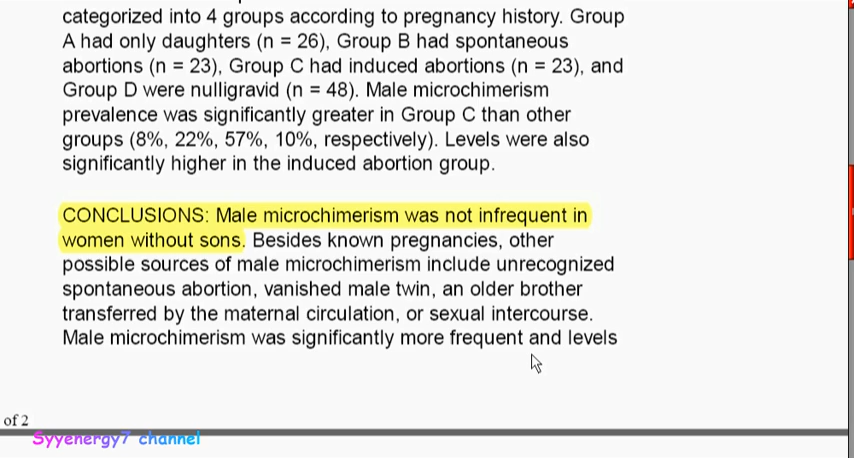 categorized into 4 groups according to pregnancy history. Group
A had only daughters (n = 26), Group B had spontaneous
abortions (n = 23), Group C had induced abortions (n = 23), and
Group D were nulligravid (n = 48). Male microchimerism
prevalence was significantly greater in Group C than other
groups (8%, 22%, 57%, 10%, respectively). Levels were also
significantly higher in the induced abortion group.
CONCLUSIONS: Male microchimerism was not infrequent in
women without sons. Besides known pregnancies, other
possible sources of male microchimerism include unrecognized
spontaneous abortion, vanished male twin, an older brother
transferred by the maternal circulation, or sexual intercourse.
Male microchimerism was significantly more frequent and levels
of 2
Syyenergy7 channel